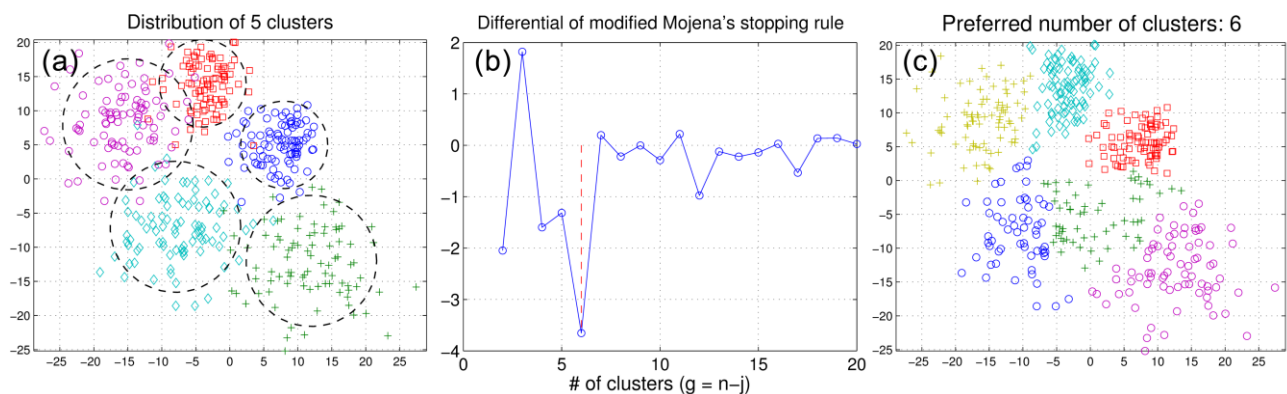 Distribution of 5 clusters
(a)
20
15
10
5
0
−5
−10
−15
−20
−25
−25 −20 −15 −10 −5 0 5 10 15 20 25
Differential of modified Mojena's stopping rule
(b)
2
1
0
−1
−2
−3
−4
0 5 10 15 20
# of clusters (g = n−j)
Preferred number of clusters: 6
(c)
20
15
10
5
0
−5
−10
−15
−20
−25
−25 −20 −15 −10 −5 0 5 10 15 20 25